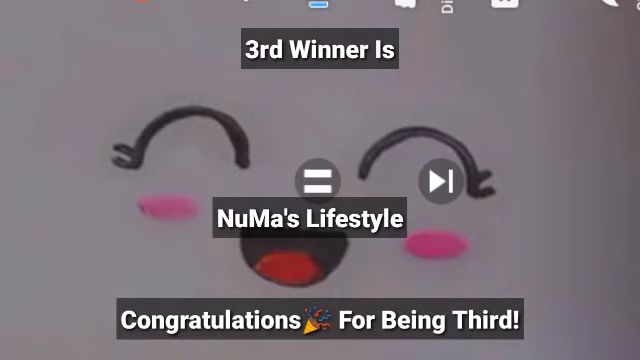 3rd Winner Is
NuMa's Lifestyle
Congratulations🎉 For Being Third!